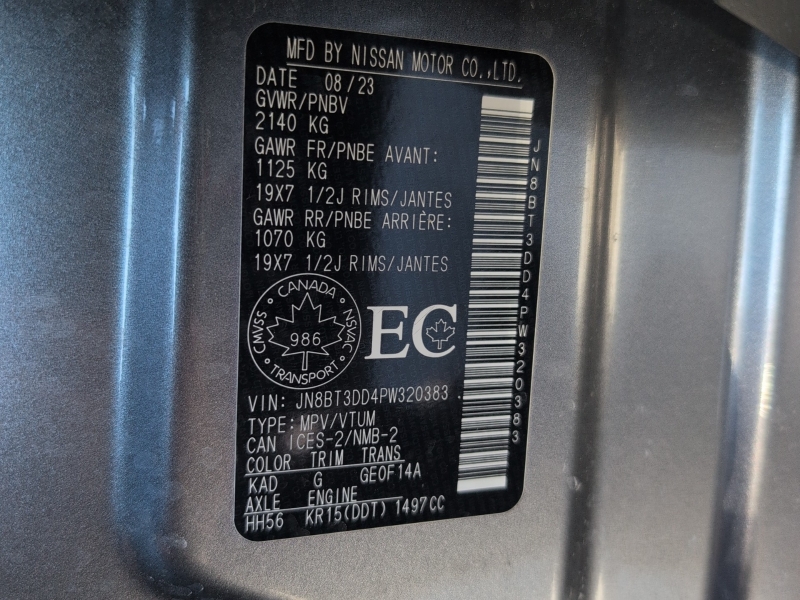 MFD BY NISSAN MOTOR CO.,LTD.
DATE 08/23
GVWR/PNBV
2140 KG
GAWR FR/PNBE AVANT:
1125 KG
19X7 1/2J RIMS/JANTES
GAWR RR/PNBE ARRIÈRE:
1070 KG
19X7 1/2J RIMS/JANTES
CANADA
CMVSS
NSVAC
986
TRANSPORT
EC
VIN: JN8BT3DD4PW320383
TYPE: MPV/VTUM
CAN ICES-2/NMB-2
COLOR TRIM TRANS
KAD G GE0F14A
AXLE ENGINE
HH56 KR15(DDT) 1497CC
JN8BT3DD4PW320383